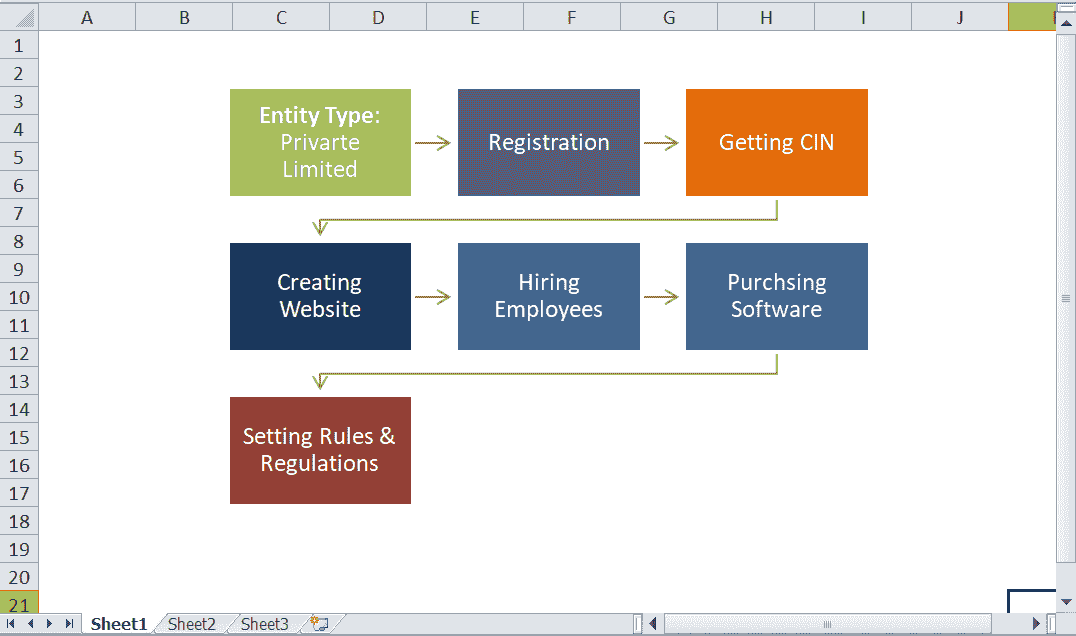 A B C D E F G H I J
1
2
3
4
5
6
7
8
9
10
11
12
13
14
15
16
17
18
19
20
21
Entity Type:
Privarte
Limited
Registration
Getting CIN
Creating
Website
Hiring
Employees
Purchsing
Software
Setting Rules &
Regulations
Sheet1 Sheet2 Sheet3